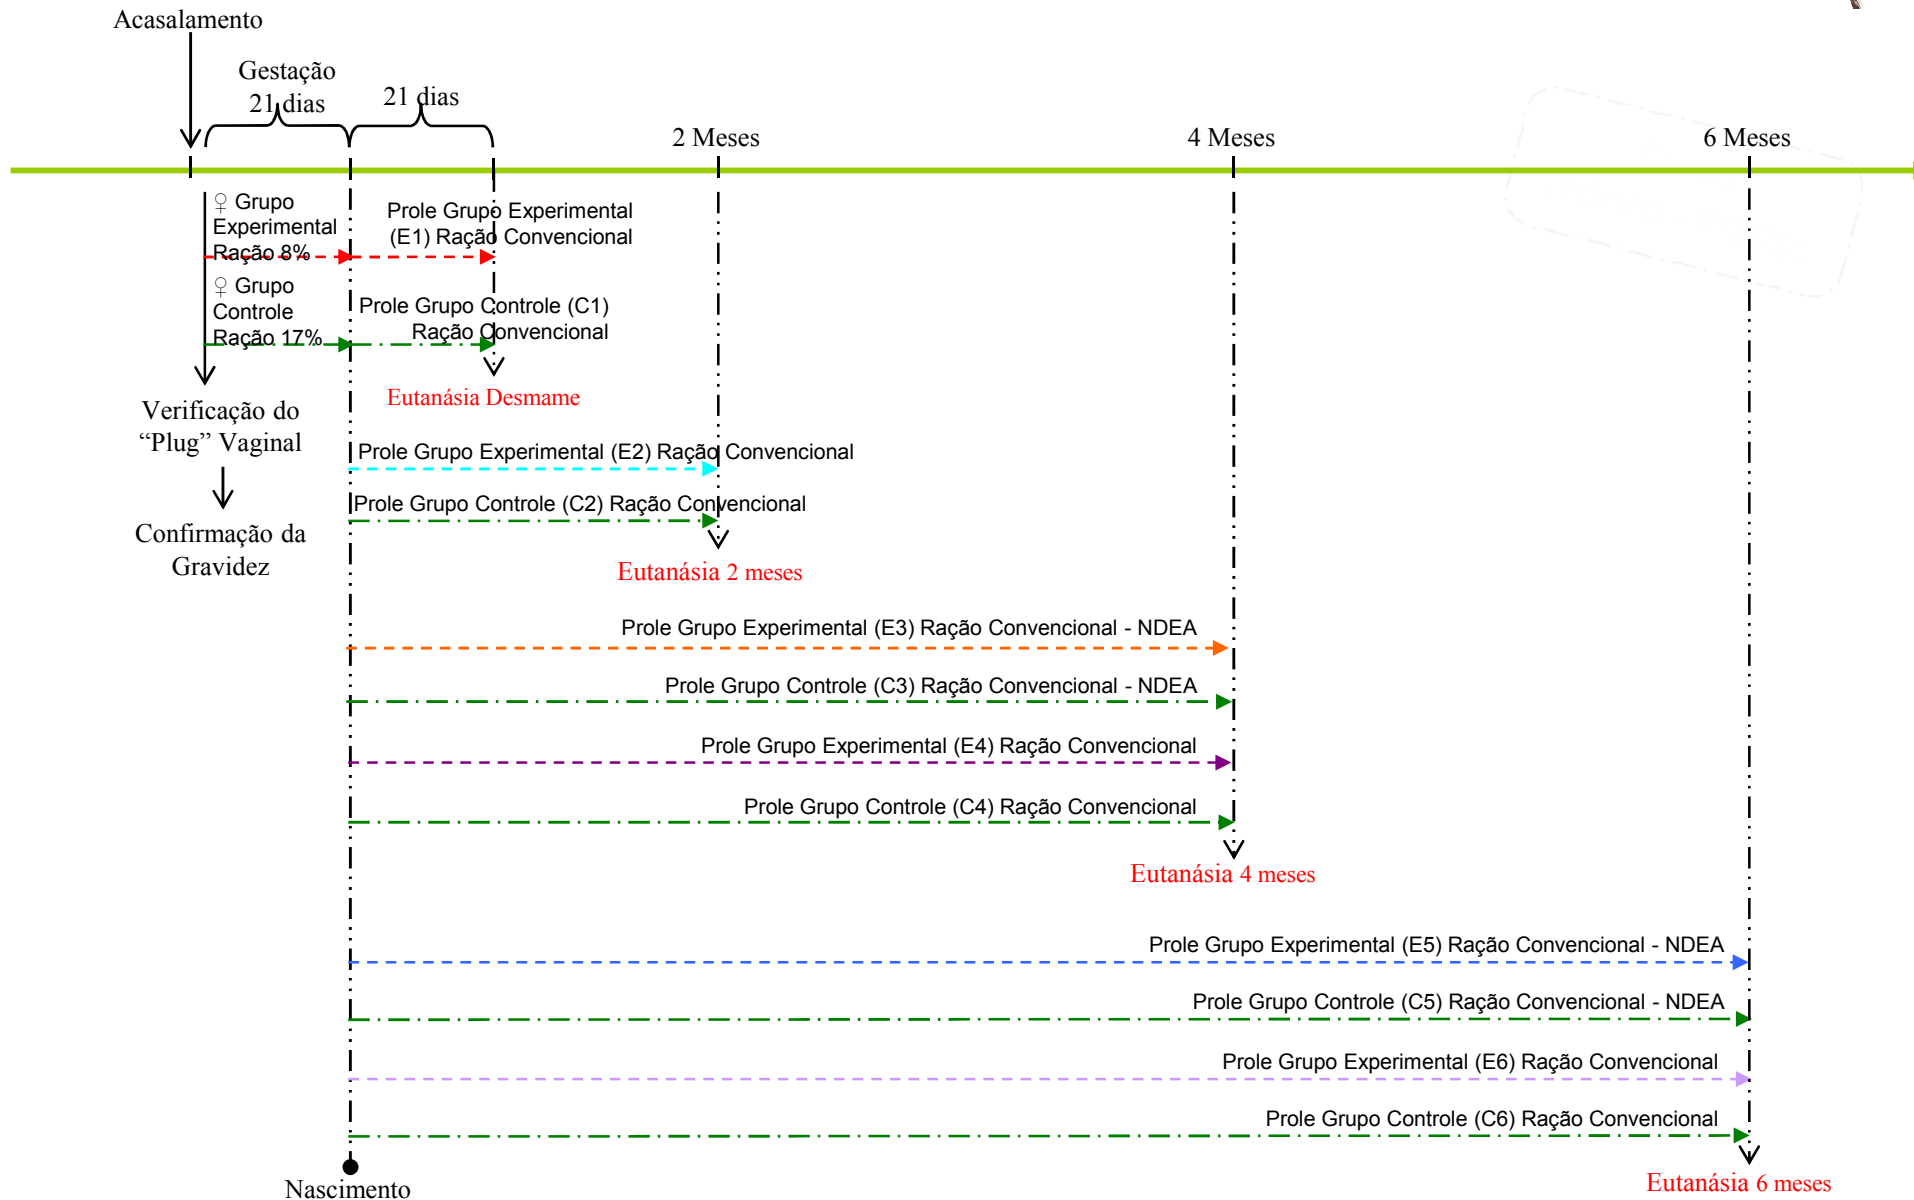 Acasalamento
Gestação
21 dias
21 dias
2 Meses
4 Meses
6 Meses
♀ Grupo
Experimental
Ração 8%
Prole Grupo Experimental
(E1) Ração Convencional
♀ Grupo
Controle
Ração 17%
Prole Grupo Controle (C1)
Ração Convencional
Eutanásia Desmame
Verificação do
“Plug” Vaginal
Confirmação da
Gravidez
Prole Grupo Experimental (E2) Ração Convencional
Prole Grupo Controle (C2) Ração Convencional
Eutanásia 2 meses
Prole Grupo Experimental (E3) Ração Convencional - NDEA
Prole Grupo Controle (C3) Ração Convencional - NDEA
Prole Grupo Experimental (E4) Ração Convencional
Prole Grupo Controle (C4) Ração Convencional
Eutanásia 4 meses
Prole Grupo Experimental (E5) Ração Convencional - NDEA
Prole Grupo Controle (C5) Ração Convencional - NDEA
Prole Grupo Experimental (E6) Ração Convencional
Prole Grupo Controle (C6) Ração Convencional
Nascimento
Eutanásia 6 meses